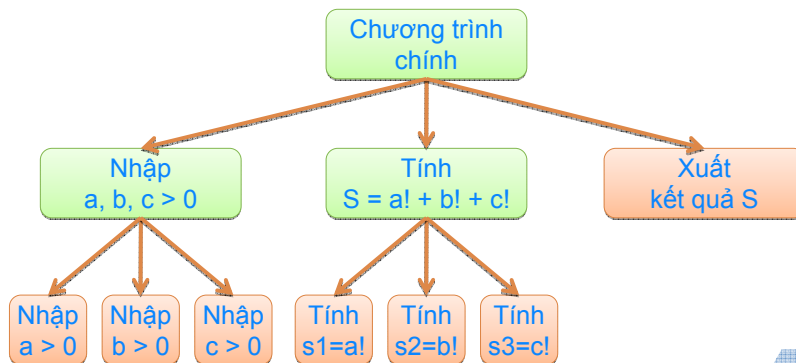 Chương trình
chính
Nhập
a, b, c > 0
Tính
S = a! + b! + c!
Xuất
kết quả S
Nhập
a > 0
Nhập
b > 0
Nhập
c > 0
Tính
s1=a!
Tính
s2=b!
Tính
s3=c!